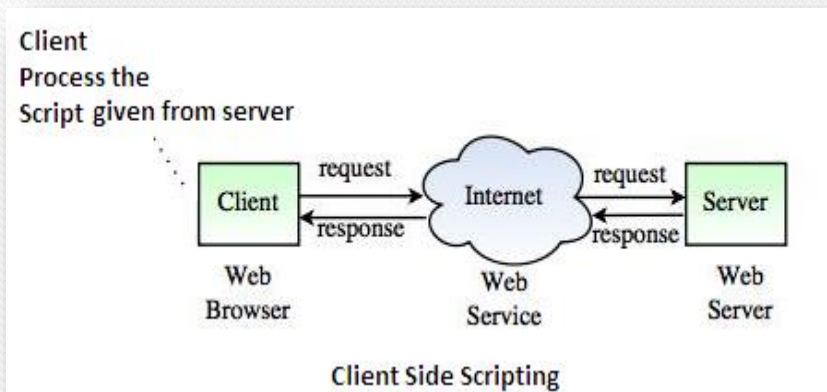 Client
Process the
Script given from server
request
request
Client
Internet
Server
response
response
Web
Browser
Web
Service
Web
Server
Client Side Scripting